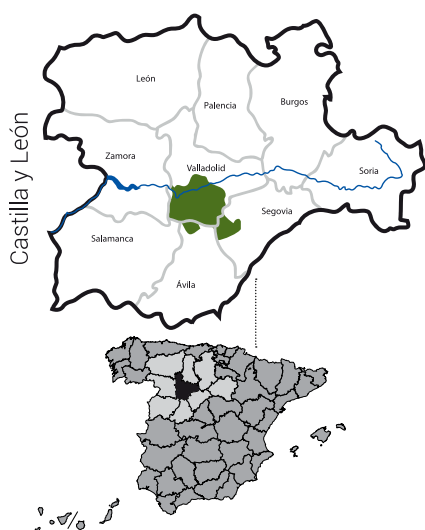 Castilla y León
León
Palencia
Burgos
Zamora
Valladolid
Soria
Segovia
Salamanca
Ávila